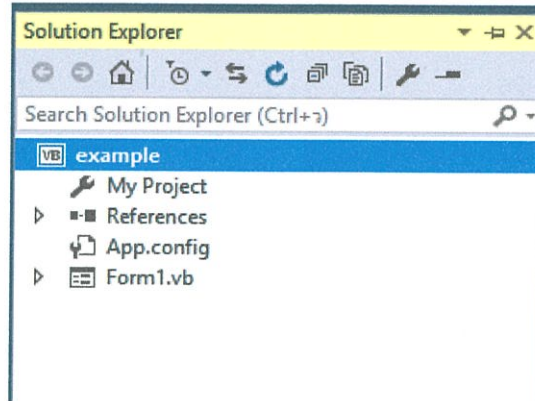 Solution Explorer
Search Solution Explorer (Ctrl+ד)
VB example
My Project
References
App.config
Form1.vb